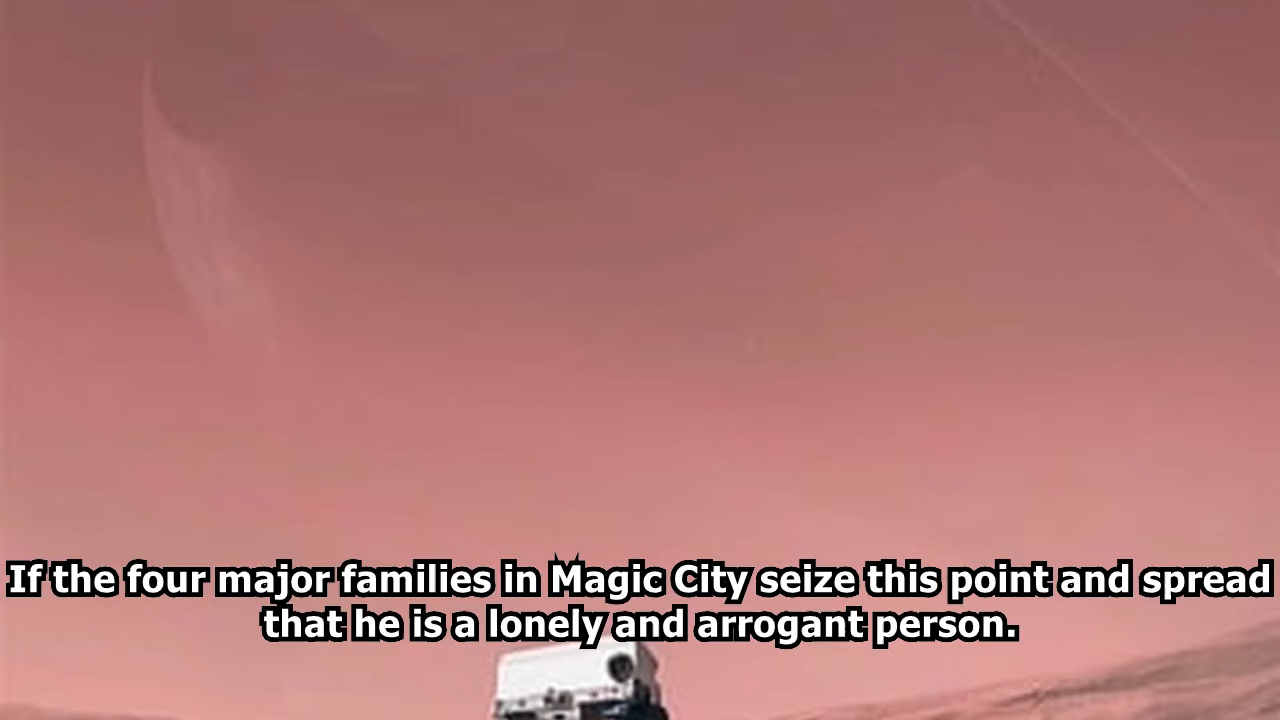 If the four major families in Magic City seize this point and spread
that he is a lonely and arrogant person.